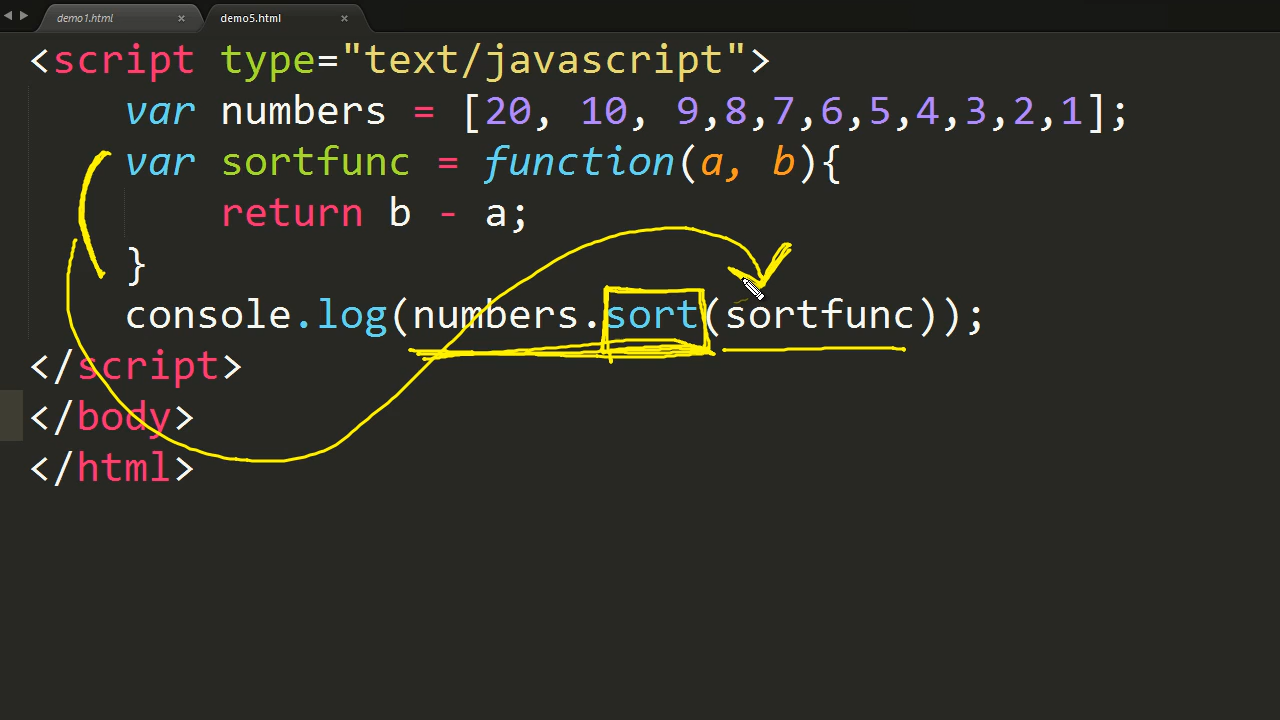 demo1.html demo5.html
<script type="text/javascript">
var numbers = [20, 10, 9,8,7,6,5,4,3,2,1];
var sortfunc = function(a, b){
return b - a;
}
console.log(numbers.sort(sortfunc));
</script>
</body>
</html>